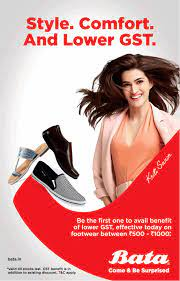 Style. Comfort.
And Lower GST.
Kriti Sanon
Be the first one to avail benefit
of lower GST, effective today on
footwear between ₹500 - ₹1000*
bata.in
Bata
Come & Be Surprised
*Valid till stocks last. GST benefit is in
addition to existing discount. T&C apply